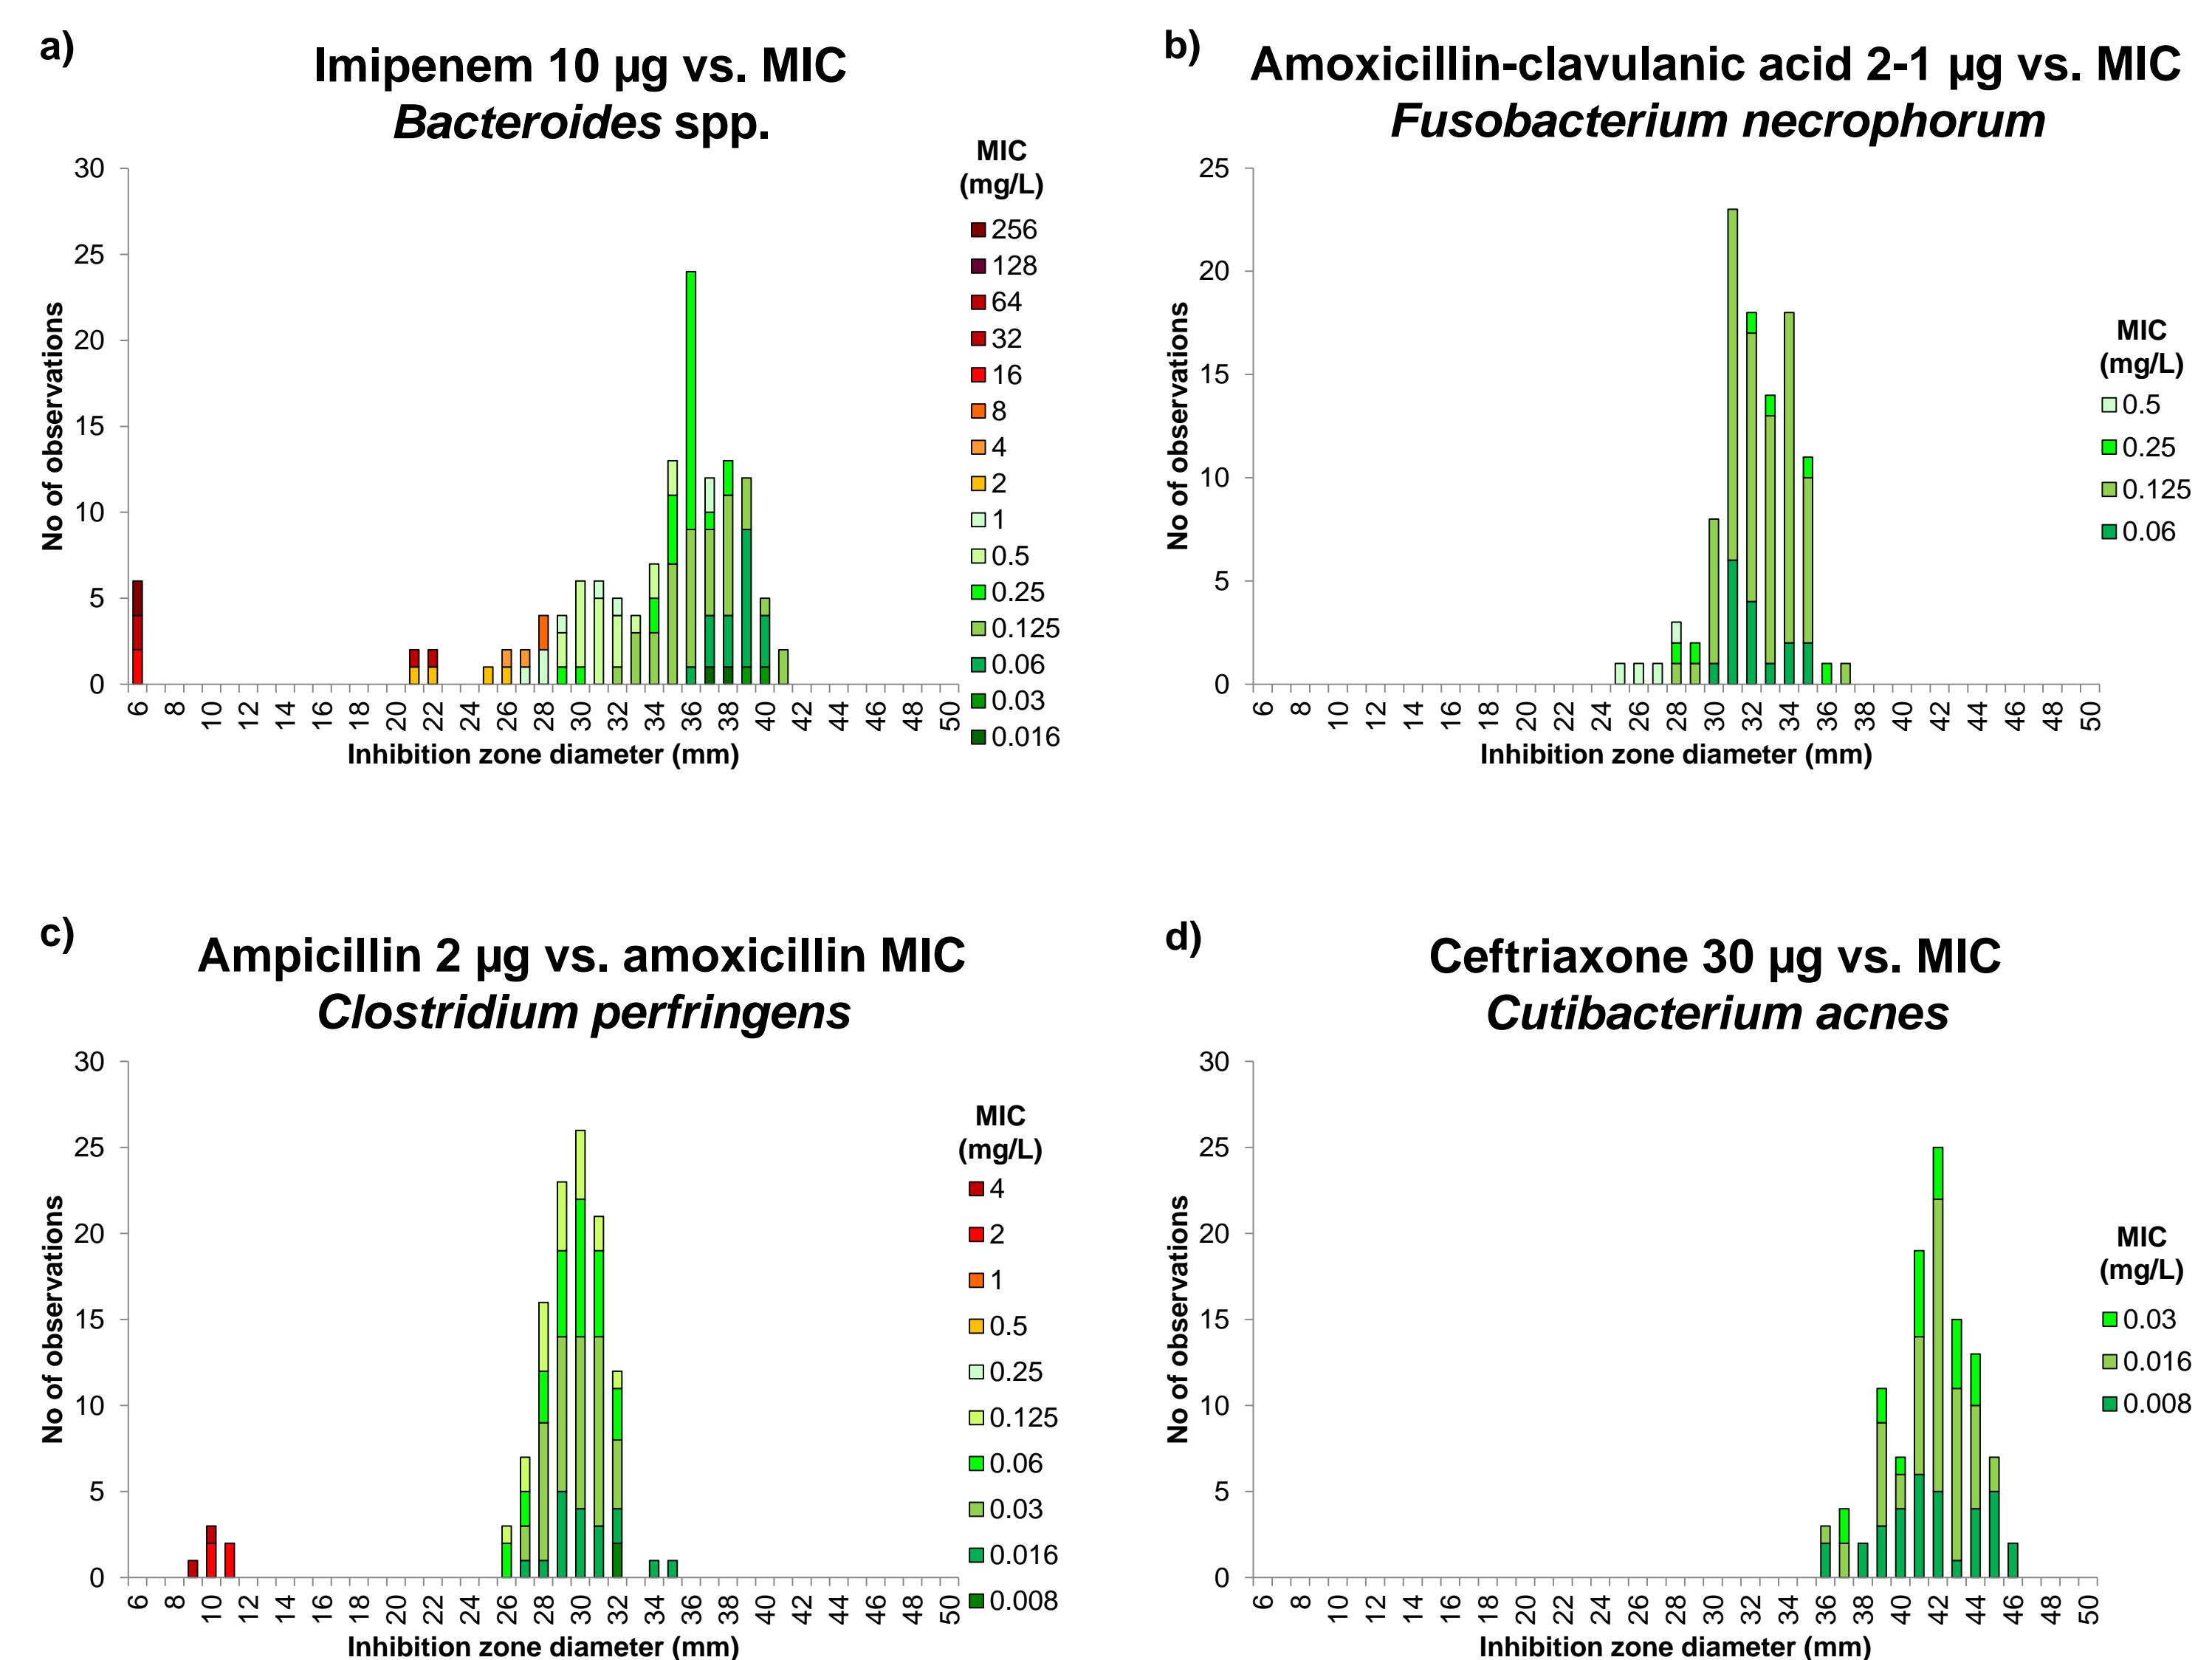 a)
Imipenem 10 µg vs. MIC
Bacteroides spp.
No of observations
30
25
20
15
10
5
0
6 8 10 12 14 16 18 20 22 24 26 28 30 32 34 36 38 40 42 44 46 48 50
Inhibition zone diameter (mm)
MIC
(mg/L)
256
128
64
32
16
8
4
2
1
0.5
0.25
0.125
0.06
0.03
0.016
b)
Amoxicillin-clavulanic acid 2-1 µg vs. MIC
Fusobacterium necrophorum
No of observations
25
20
15
10
5
0
6 8 10 12 14 16 18 20 22 24 26 28 30 32 34 36 38 40 42 44 46 48 50
Inhibition zone diameter (mm)
MIC
(mg/L)
0.5
0.25
0.125
0.06
c)
Ampicillin 2 µg vs. amoxicillin MIC
Clostridium perfringens
No of observations
30
25
20
15
10
5
0
6 8 10 12 14 16 18 20 22 24 26 28 30 32 34 36 38 40 42 44 46 48 50
Inhibition zone diameter (mm)
MIC
(mg/L)
4
2
1
0.5
0.25
0.125
0.06
0.03
0.016
0.008
d)
Ceftriaxone 30 µg vs. MIC
Cutibacterium acnes
No of observations
30
25
20
15
10
5
0
6 8 10 12 14 16 18 20 22 24 26 28 30 32 34 36 38 40 42 44 46 48 50
Inhibition zone diameter (mm)
MIC
(mg/L)
0.03
0.016
0.008